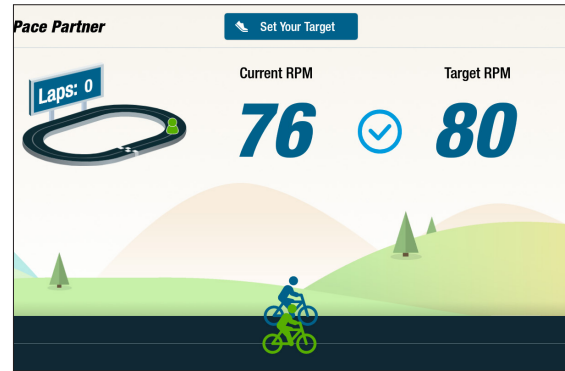 Pace Partner
Set Your Target
Laps: 0
Current RPM
Target RPM
76
80